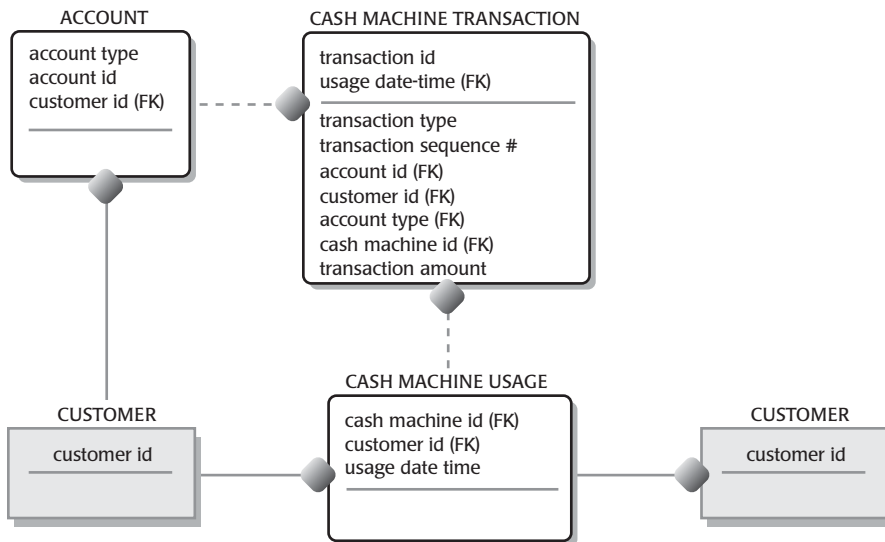 ACCOUNT
account type
account id
customer id (FK)
CASH MACHINE TRANSACTION
transaction id
usage date-time (FK)
transaction type
transaction sequence #
account id (FK)
customer id (FK)
account type (FK)
cash machine id (FK)
transaction amount
CUSTOMER
customer id
CASH MACHINE USAGE
cash machine id (FK)
customer id (FK)
usage date time
CUSTOMER
customer id